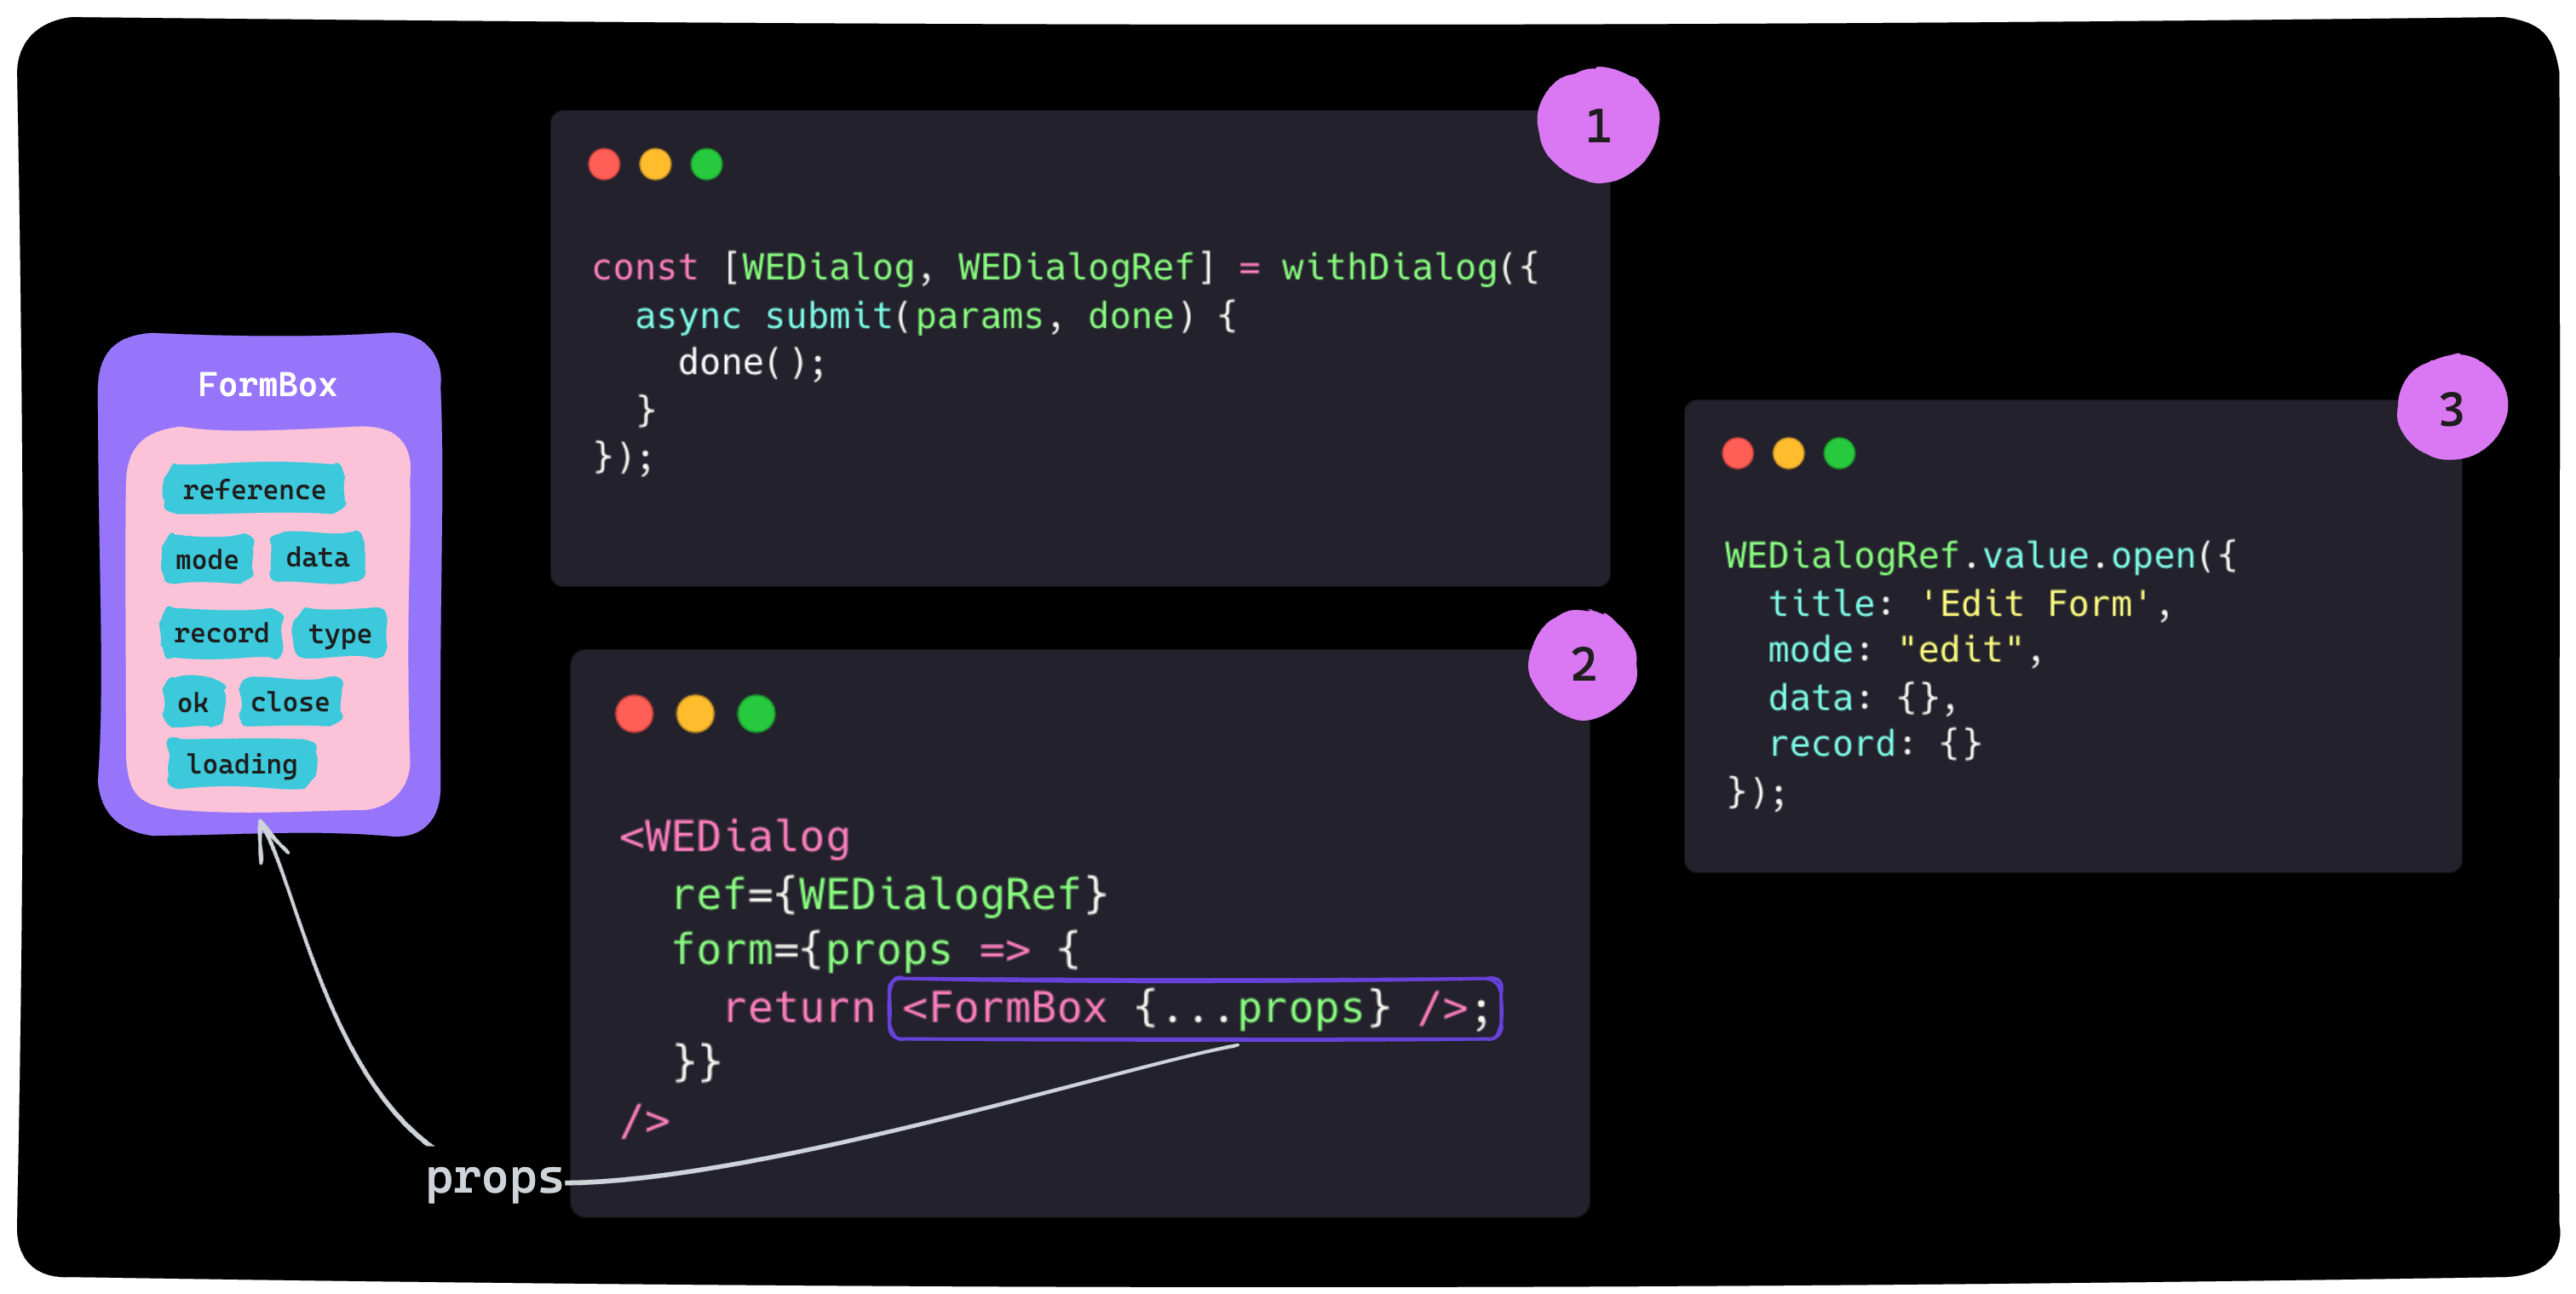 FormBox
reference
mode data
record type
ok close
loading
props
1
const [WEDialog, WEDialogRef] = withDialog({
  async submit(params, done) {
    done();
  }
});
2
<WEDialog
  ref={WEDialogRef}
  form={props => {
    return <FormBox {...props} />;
  }}
/>
3
WEDialogRef.value.open({
  title: 'Edit Form',
  mode: "edit",
  data: {},
  record: {}
});